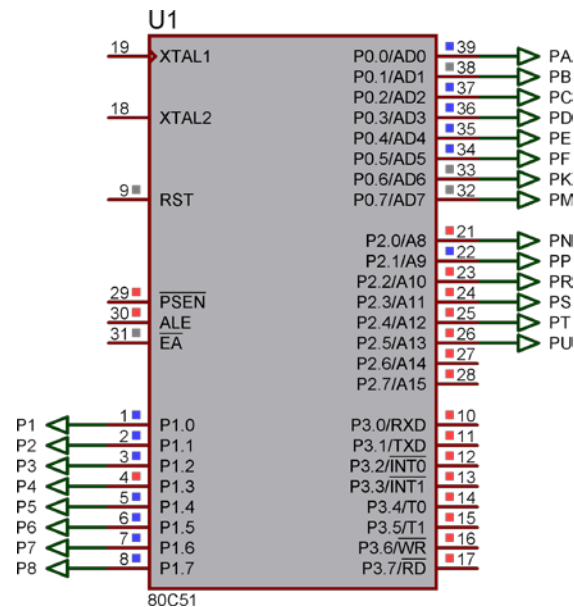 U1
19 XTAL1 P0.0/AD0 39 PA
P0.1/AD1 38 PB
P0.2/AD2 37 PC
18 XTAL2 P0.3/AD3 36 PD
P0.4/AD4 35 PE
P0.5/AD5 34 PF
P0.6/AD6 33 PK
9 RST P0.7/AD7 32 PM
P2.0/A8 21 PN
P2.1/A9 22 PP
P2.2/A10 23 PR
29 PSEN P2.3/A11 24 PS
30 ALE P2.4/A12 25 PT
31 EA P2.5/A13 26 PU
P2.6/A14 27
P2.7/A15 28
P1 1 P1.0 P3.0/RXD 10
P2 2 P1.1 P3.1/TXD 11
P3 3 P1.2 P3.2/INT0 12
P4 4 P1.3 P3.3/INT1 13
P5 5 P1.4 P3.4/T0 14
P6 6 P1.5 P3.5/T1 15
P7 7 P1.6 P3.6/WR 16
P8 8 P1.7 P3.7/RD 17
80C51